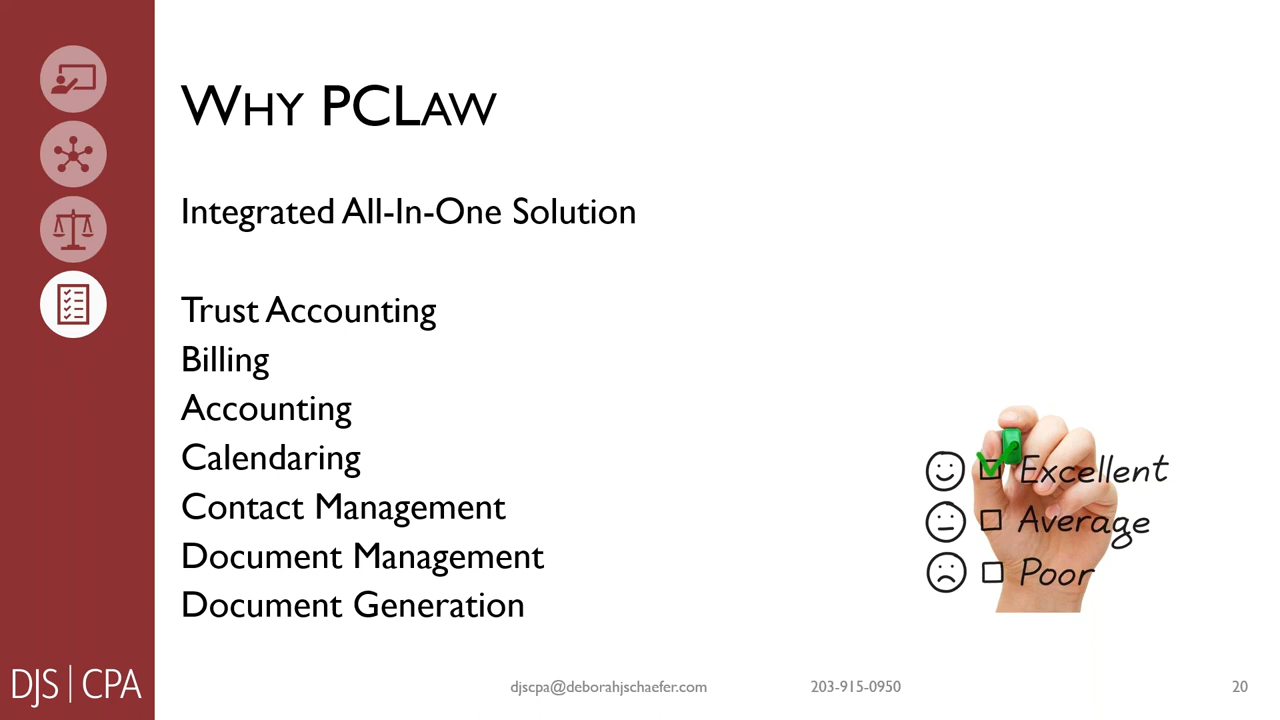 Why PCLaw
Integrated All-In-One Solution
Trust Accounting
Billing
Accounting
Calendaring
Contact Management
Document Management
Document Generation
Excellent
Average
Poor
DJS|CPA
djscpa@deborahjschaefer.com
203-915-0950
20